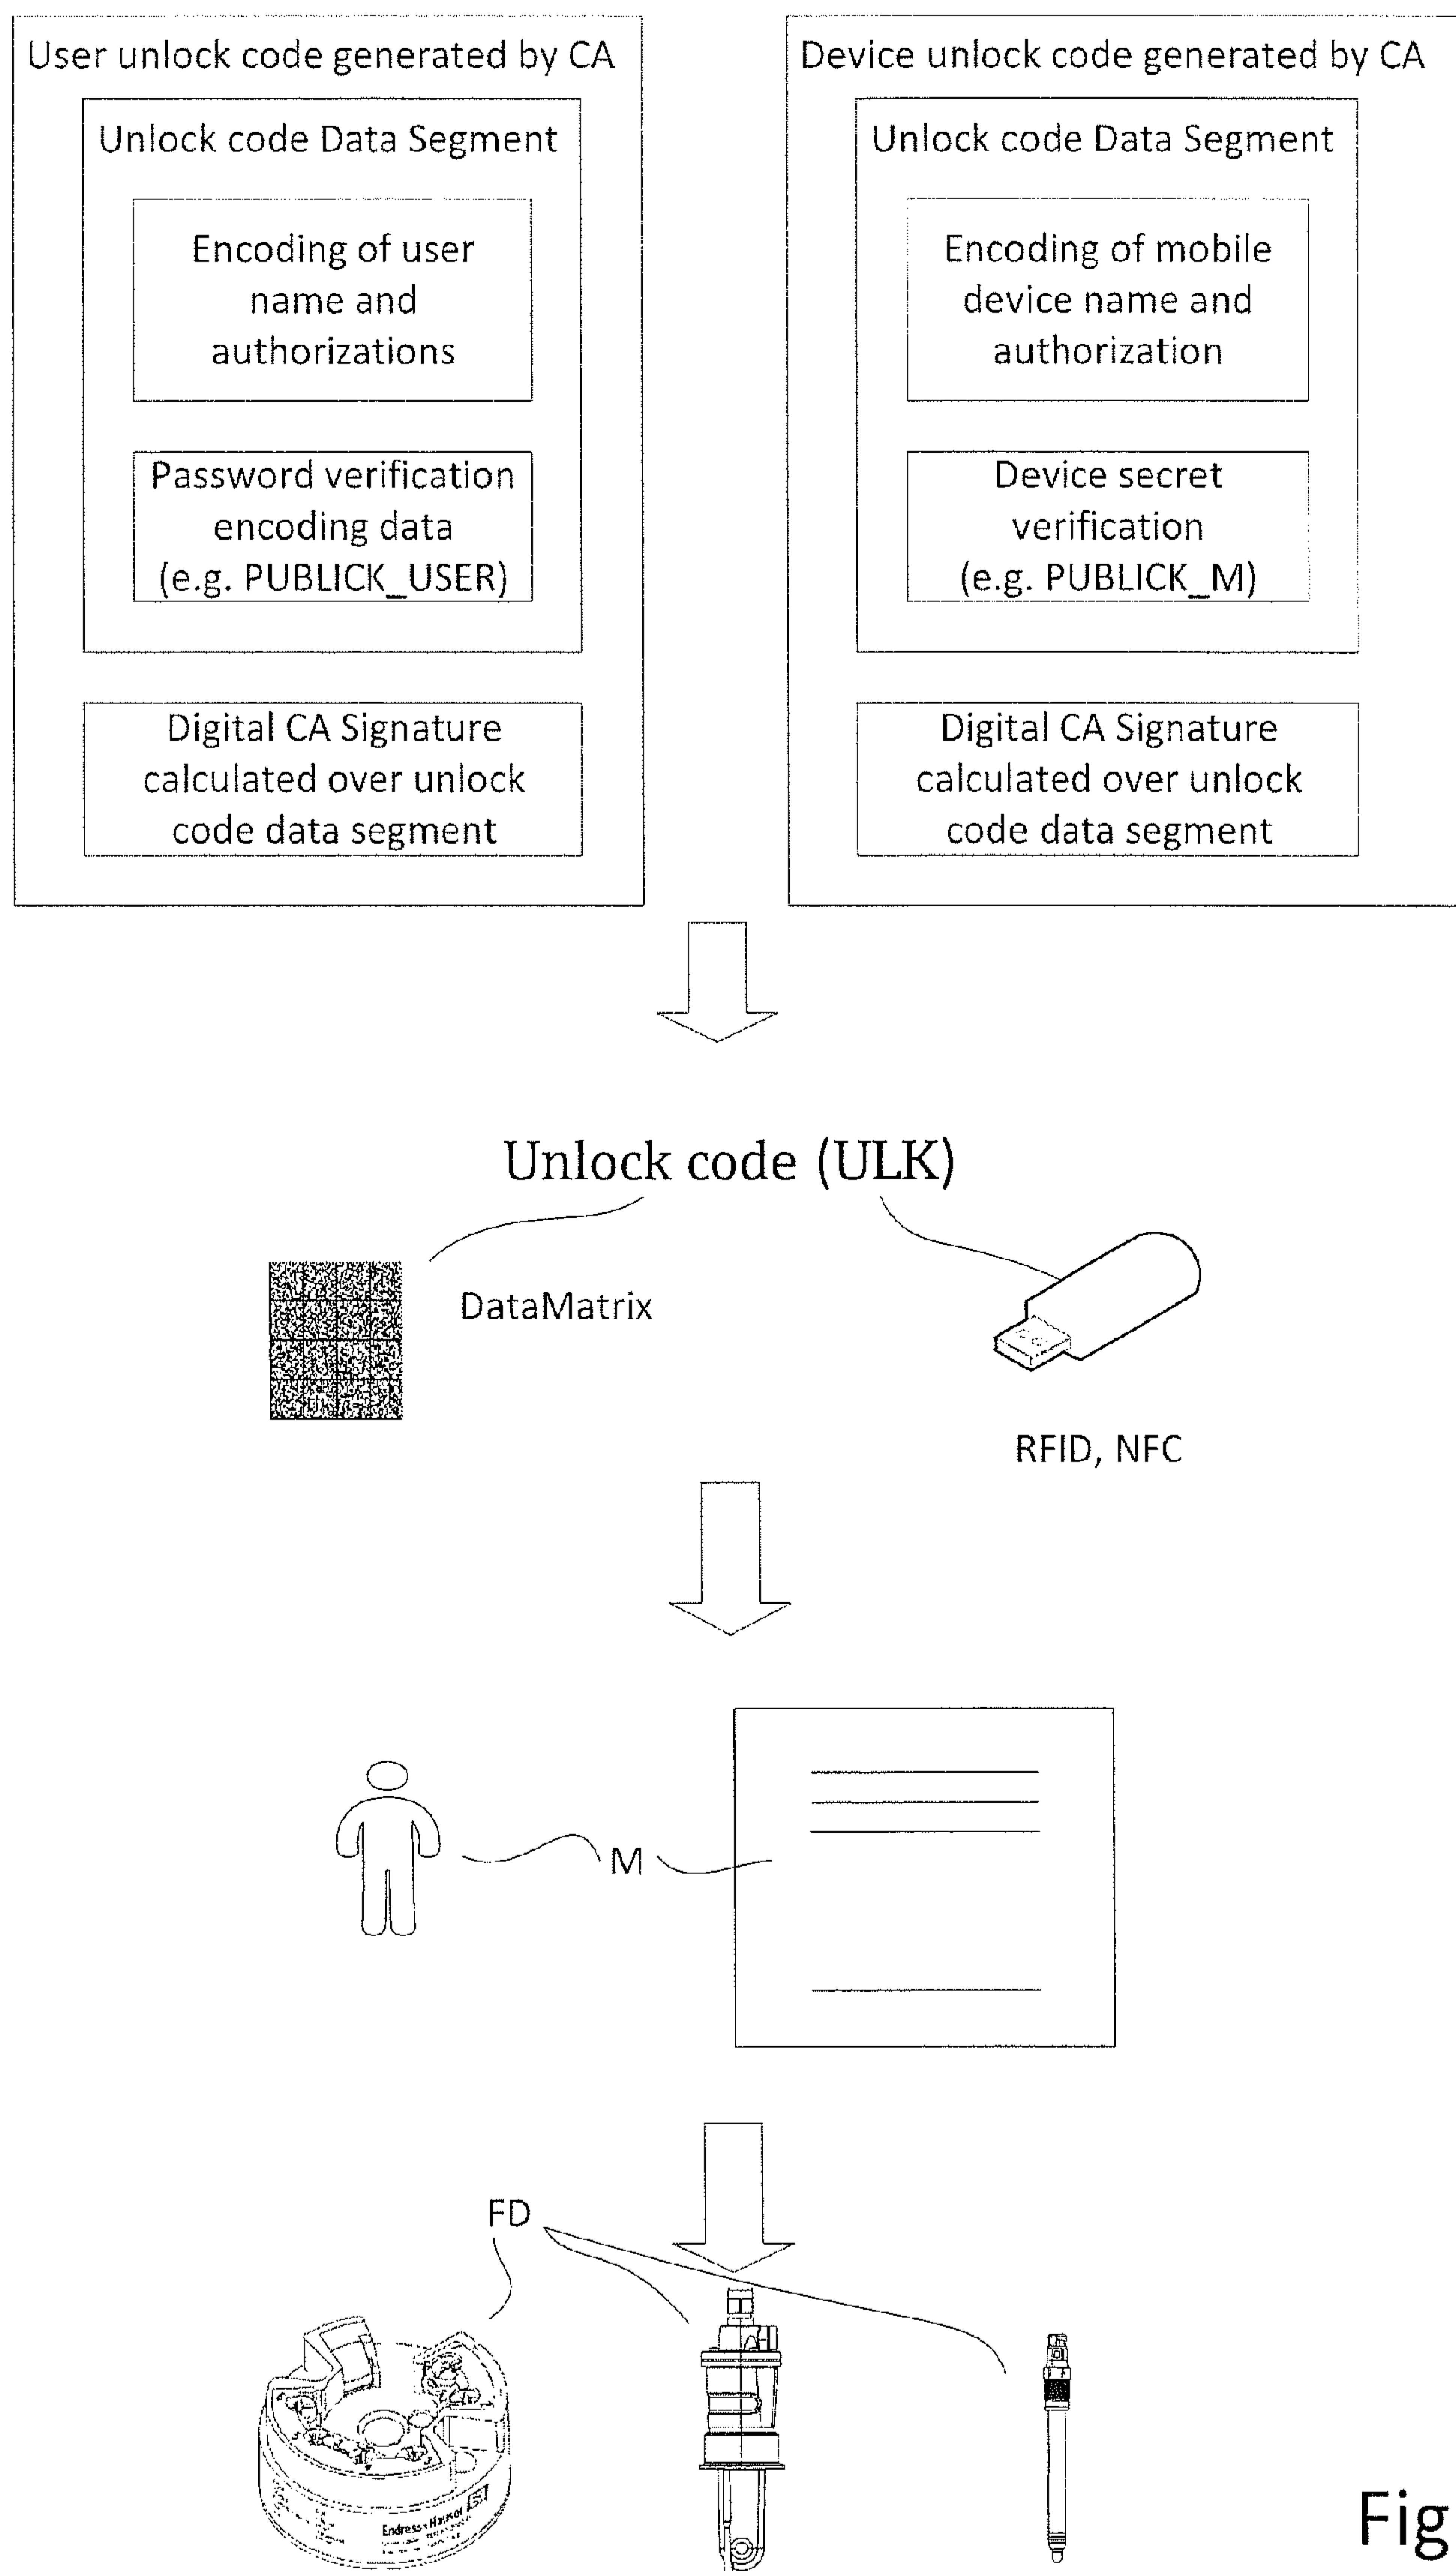 User unlock code generated by CA
Unlock code Data Segment
Encoding of user
name and
authorizations
Password verification
encoding data
(e.g. PUBLICK_USER)
Digital CA Signature
calculated over unlock
code data segment
Device unlock code generated by CA
Unlock code Data Segment
Encoding of mobile
device name and
authorization
Device secret
verification
(e.g. PUBLICK_M)
Digital CA Signature
calculated over unlock
code data segment
Unlock code (ULK)
DataMatrix
RFID, NFC
M
FD
Endress+Hauser
Fig